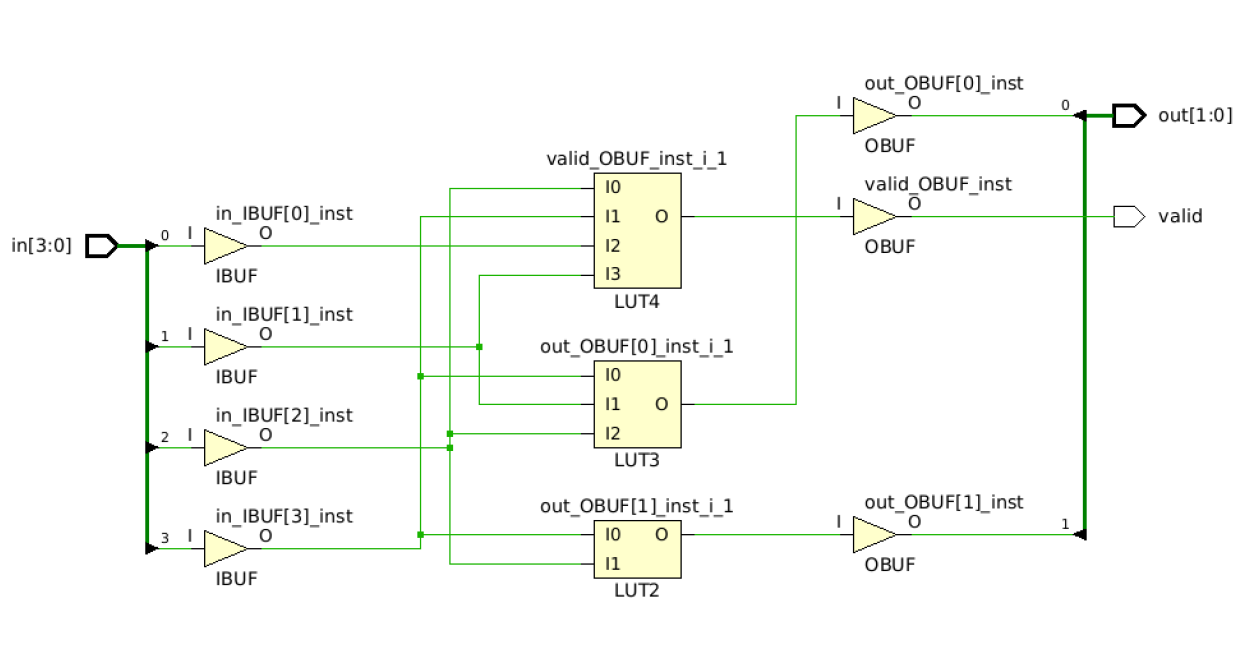 in[3:0]
0
I
in_IBUF[0]_inst
O
IBUF
1
I
in_IBUF[1]_inst
O
IBUF
2
I
in_IBUF[2]_inst
O
IBUF
3
I
in_IBUF[3]_inst
O
IBUF
valid_OBUF_inst_i_1
I0
I1
I2
I3
O
LUT4
out_OBUF[0]_inst_i_1
I0
I1
I2
O
LUT3
out_OBUF[1]_inst_i_1
I0
I1
O
LUT2
out_OBUF[0]_inst
I
O
OBUF
0
valid_OBUF_inst
I
O
OBUF
out_OBUF[1]_inst
I
O
OBUF
1
out[1:0]
valid